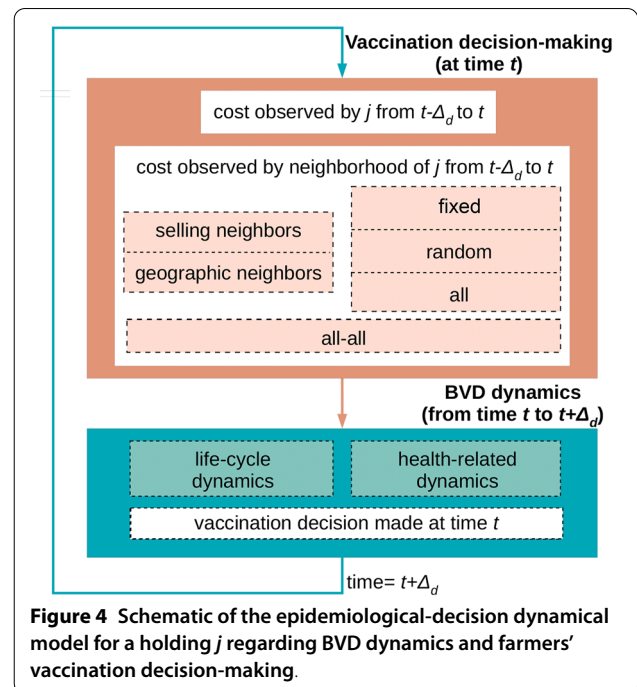 Vaccination decision-making
(at time t)
cost observed by j from t-Δd to t
cost observed by neighborhood of j from t-Δd to t
selling neighbors
geographic neighbors
fixed
random
all
all-all
BVD dynamics
(from time t to t+Δd)
life-cycle
dynamics
health-related
dynamics
vaccination decision made at time t
time= t+Δd
Figure 4 Schematic of the epidemiological-decision dynamical
model for a holding j regarding BVD dynamics and farmers’
vaccination decision-making.